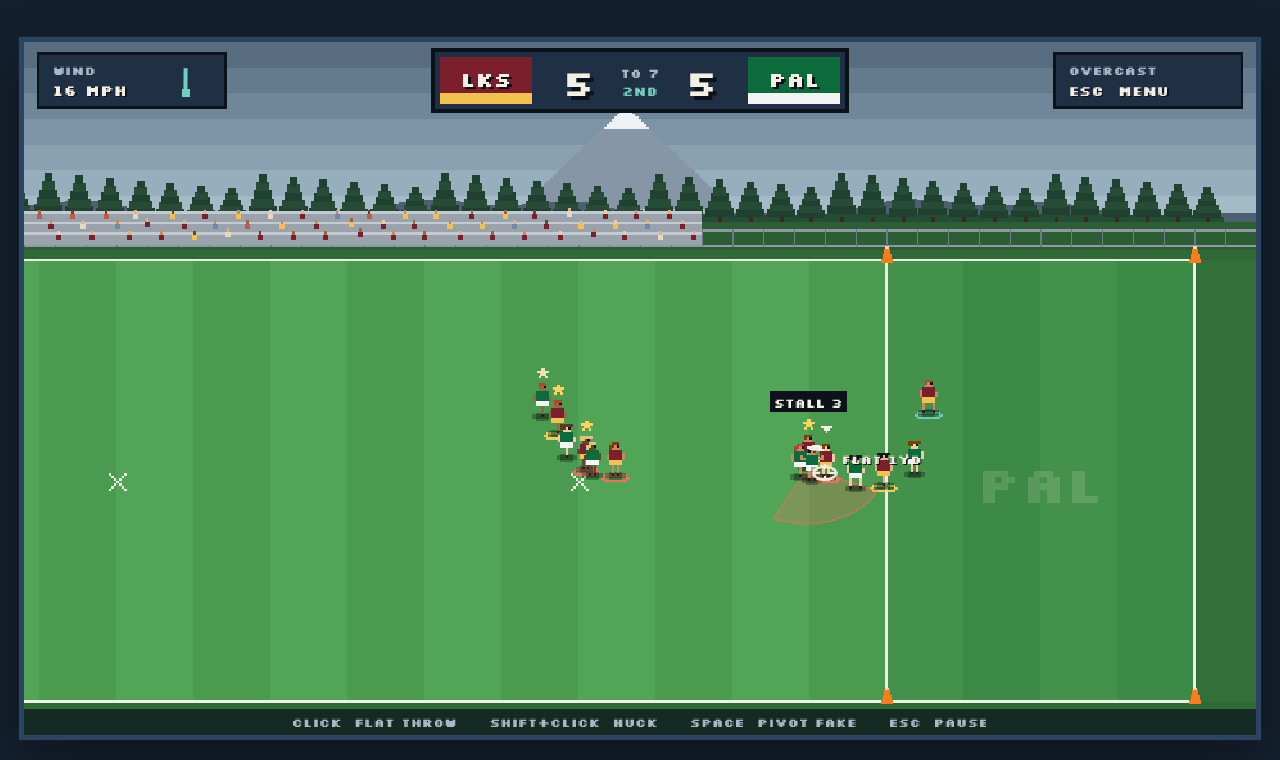 WIND
16 MPH
LKS
5
TO 7
2ND
5
PAL
OVERCAST
ESC MENU
STALL 3
FLAT 1YD
PAL
CLICK FLAT THROW SHIFT+CLICK HUCK SPACE PIVOT FAKE ESC PAUSE